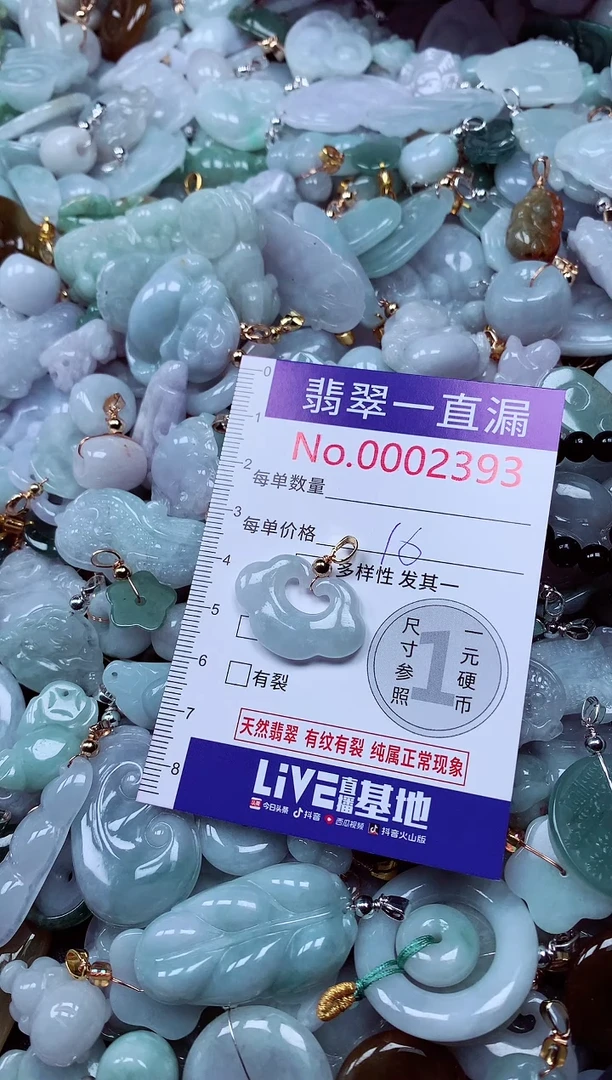 0
翡翠一直漏
1
No.0002393
2
每单数量
3
每单价格 16
4
多样性 发其一
5
尺寸参照
1
一元硬币
6
有裂
7
天然翡翠 有纹有裂 纯属正常现象
8
LiVE直播基地
头条 今日头条 抖音 西瓜视频 抖音火山版